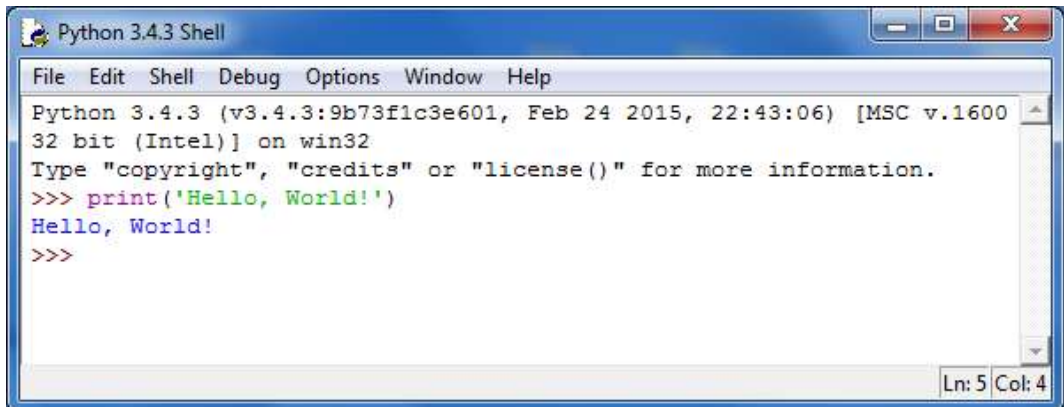 Python 3.4.3 Shell
File Edit Shell Debug Options Window Help
Python 3.4.3 (v3.4.3:9b73f1c3e601, Feb 24 2015, 22:43:06) [MSC v.1600
32 bit (Intel)] on win32
Type "copyright", "credits" or "license()" for more information.
>>> print('Hello, World!')
Hello, World!
>>>
Ln: 5 Col: 4